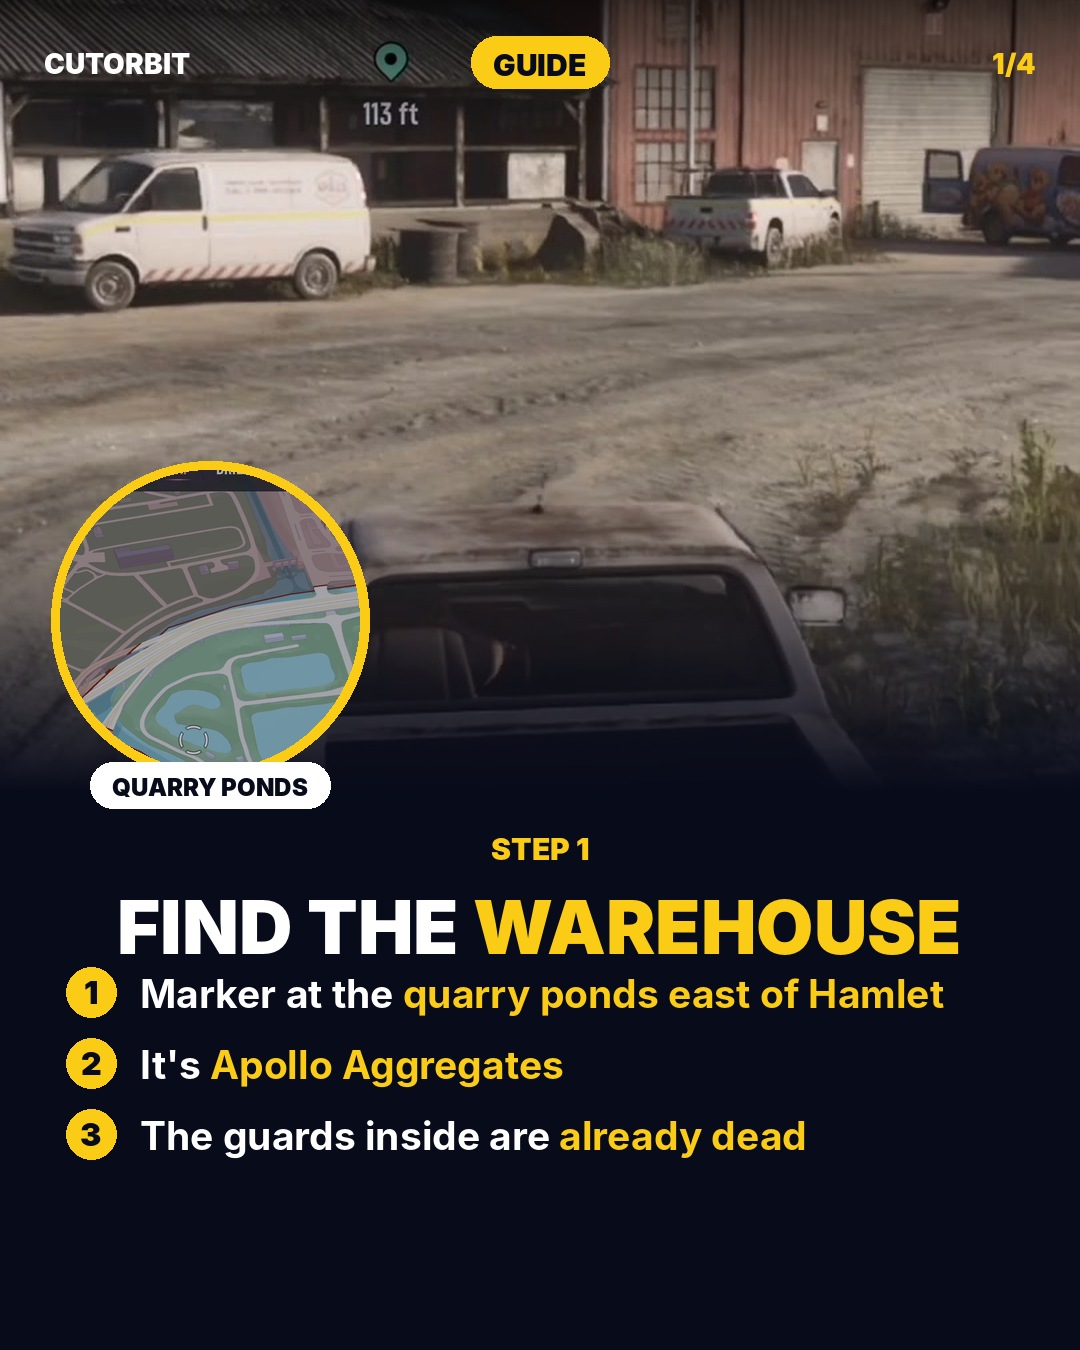 CUTORBIT
GUIDE
1/4
113 ft
QUARRY PONDS
STEP 1
FIND THE WAREHOUSE
1 Marker at the quarry ponds east of Hamlet
2 It's Apollo Aggregates
3 The guards inside are already dead